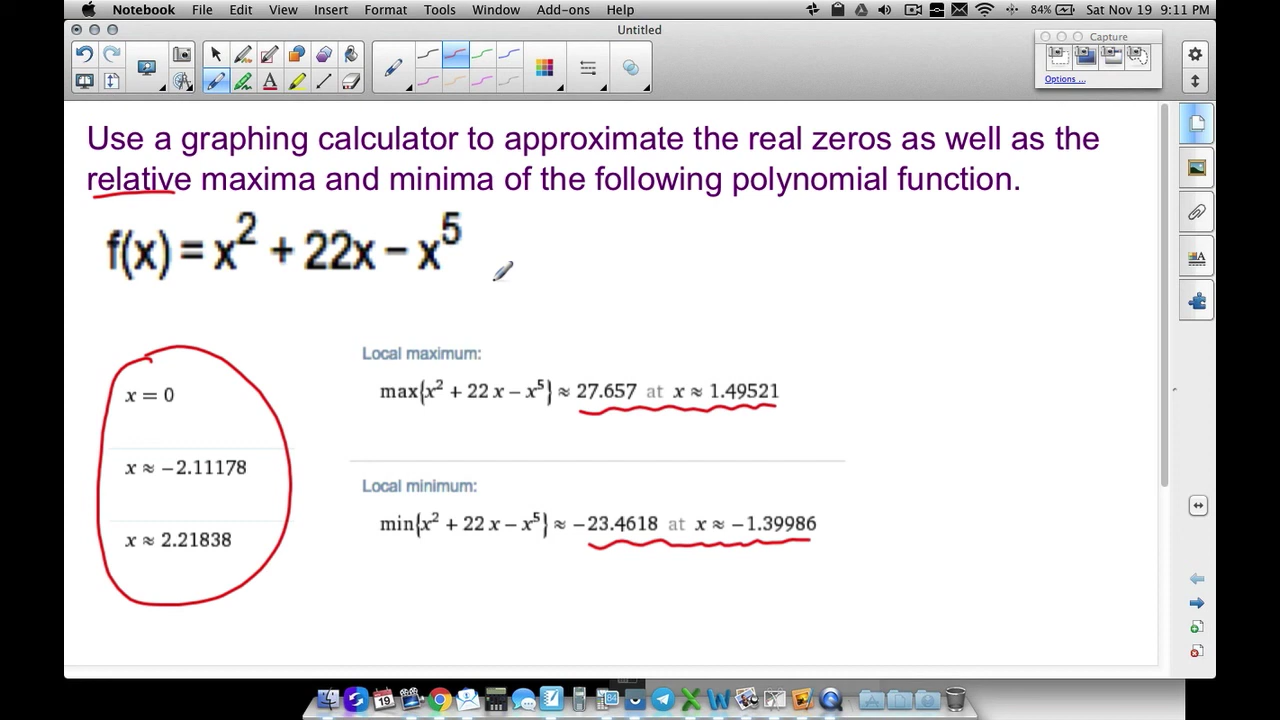 Notebook File Edit View Insert Format Tools Window Add-ons Help 84% Sat Nov 19 9:11 PM
Untitled
Capture
Options ...
Use a graphing calculator to approximate the real zeros as well as the
relative maxima and minima of the following polynomial function.
f(x) = x² + 22x − x⁵
Local maximum:
max{x² + 22 x − x⁵} ≈ 27.657 at x ≈ 1.49521
x = 0
x ≈ −2.11178
Local minimum:
min{x² + 22 x − x⁵} ≈ −23.4618 at x ≈ −1.39986
x ≈ 2.21838
19